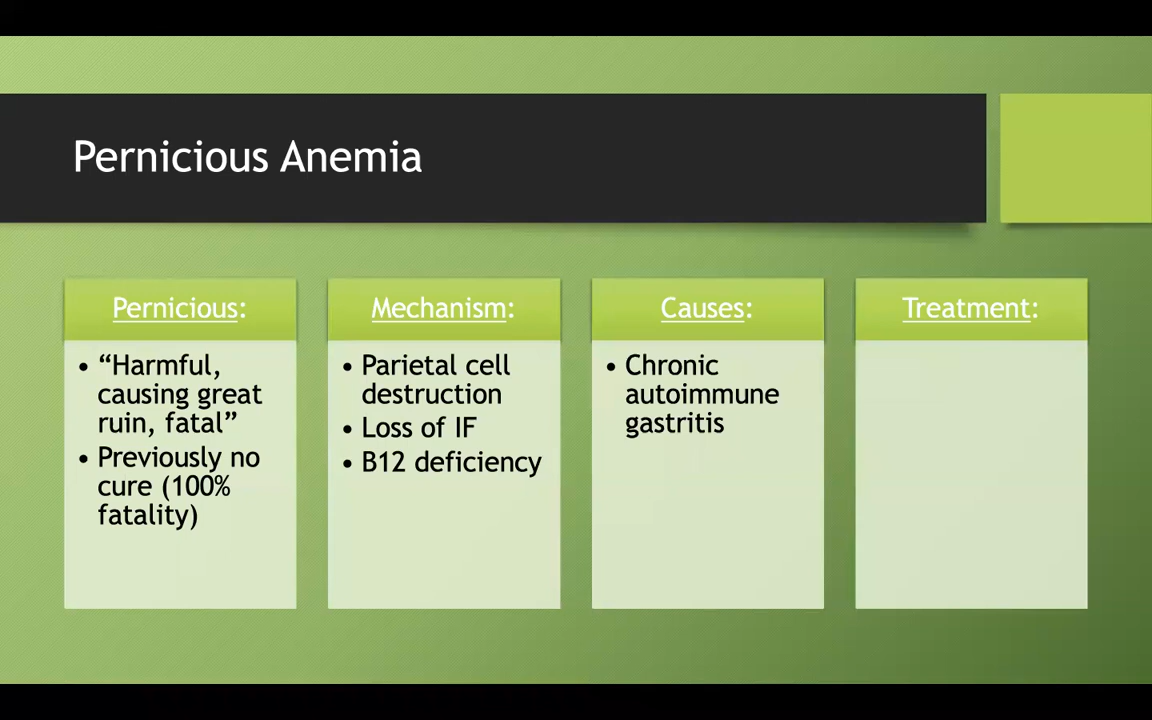 Pernicious Anemia
Pernicious:
• “Harmful,
causing great
ruin, fatal”
• Previously no
cure (100%
fatality)
Mechanism:
• Parietal cell
destruction
• Loss of IF
• B12 deficiency
Causes:
• Chronic
autoimmune
gastritis
Treatment: